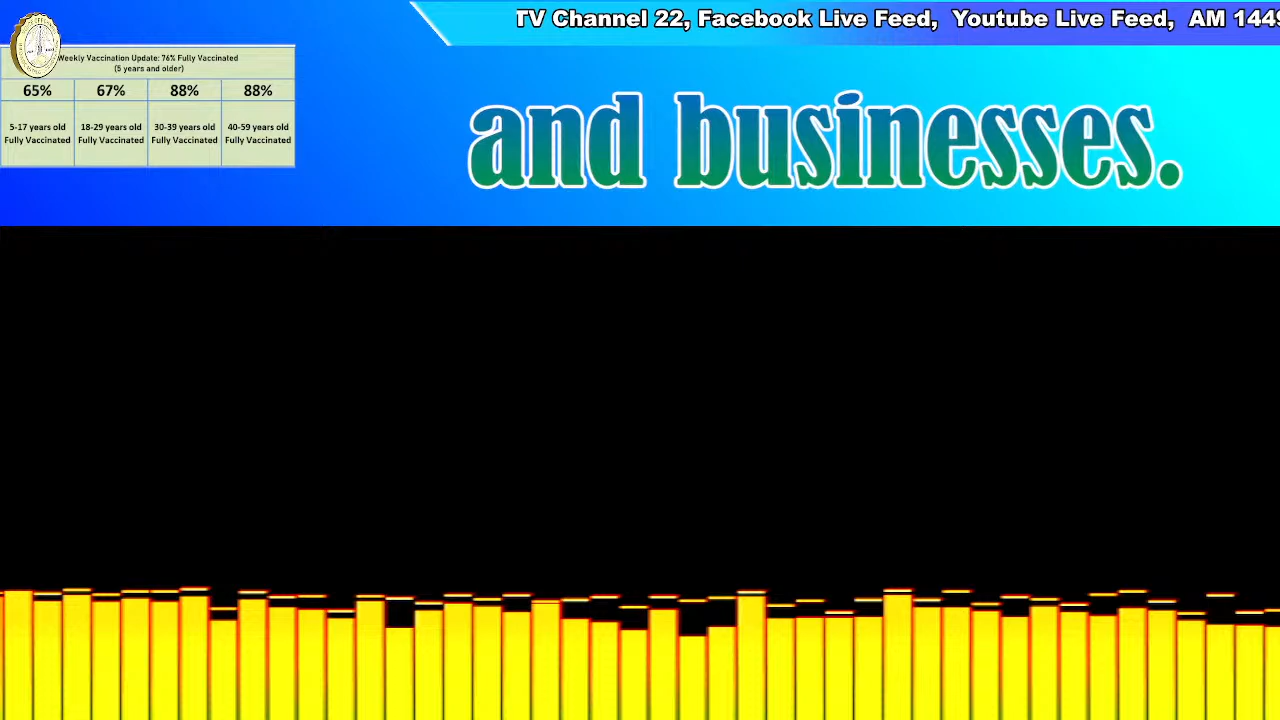 TV Channel 22, Facebook Live Feed, Youtube Live Feed, AM 1449
Weekly Vaccination Update: 76% Fully Vaccinated
(5 years and older)
65% 67% 88% 88%
5-17 years old 18-29 years old 30-39 years old 40-59 years old
Fully Vaccinated Fully Vaccinated Fully Vaccinated Fully Vaccinated
and businesses.